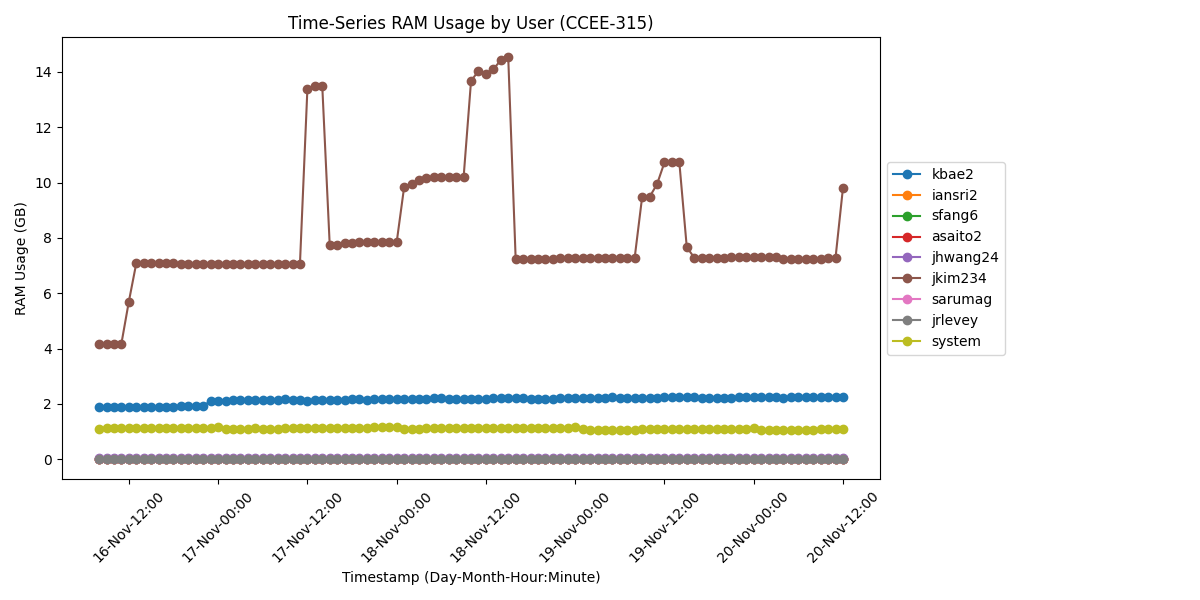 Time-Series RAM Usage by User (CCEE-315)
RAM Usage (GB)
14
12
10
8
6
4
2
0
16-Nov-12:00
17-Nov-00:00
17-Nov-12:00
18-Nov-00:00
18-Nov-12:00
19-Nov-00:00
19-Nov-12:00
20-Nov-00:00
20-Nov-12:00
Timestamp (Day-Month-Hour:Minute)
kbae2
iansri2
sfang6
asaito2
jhwang24
jkim234
sarumag
jrlevey
system